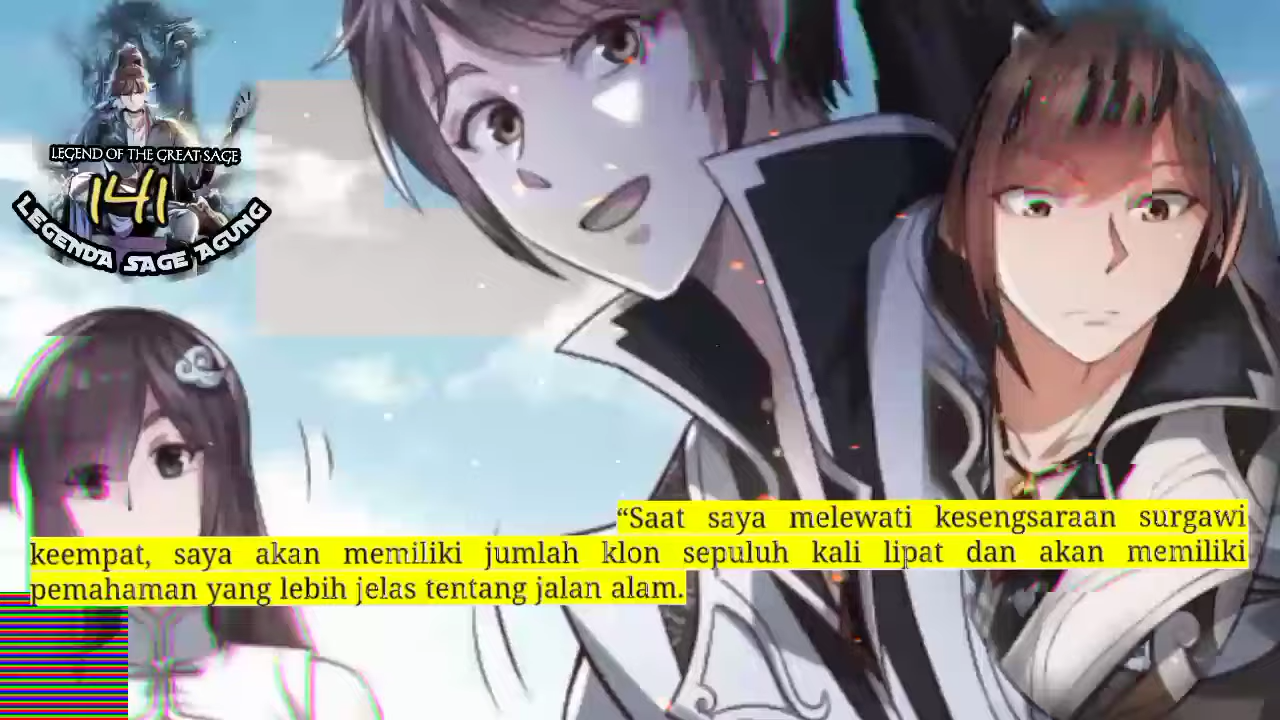 LEGEND OF THE GREAT SAGE
141
LEGENDA SAGE AGUNG
“Saat saya melewati kesengsaraan surgawi
keempat, saya akan memiliki jumlah klon sepuluh kali lipat dan akan memiliki
pemahaman yang lebih jelas tentang jalan alam.